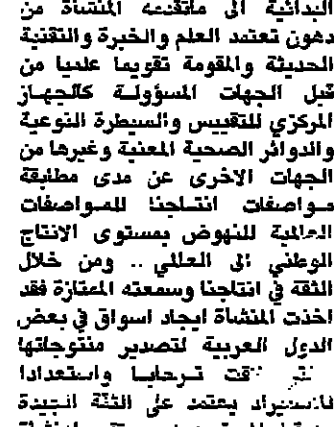 البدائية الى ماتقدمه المنشأة من
دهون تعتمد العلم والخبرة والتقنية
الحديثة والمقومة تقويما علميا من
قبل الجهات المسؤولة كالجهاز
المركزي للتقييس والسيطرة النوعية
والدوائر الصحية المعنية وغيرها من
الجهات الاخرى عن مدى مطابقة
مواصفات انتاجنا للمواصفات
العالمية للنهوض بمستوى الانتاج
الوطني الى العالمي .. ومن خلال
الثقة في انتاجنا وسمعته الممتازة فقد
اخذت المنشأة ايجاد اسواق في بعض
الدول العربية لتصدير منتوجاتها
ترحابا واستعدادا
للاستيراد يعتمد على الثقة الجيدة